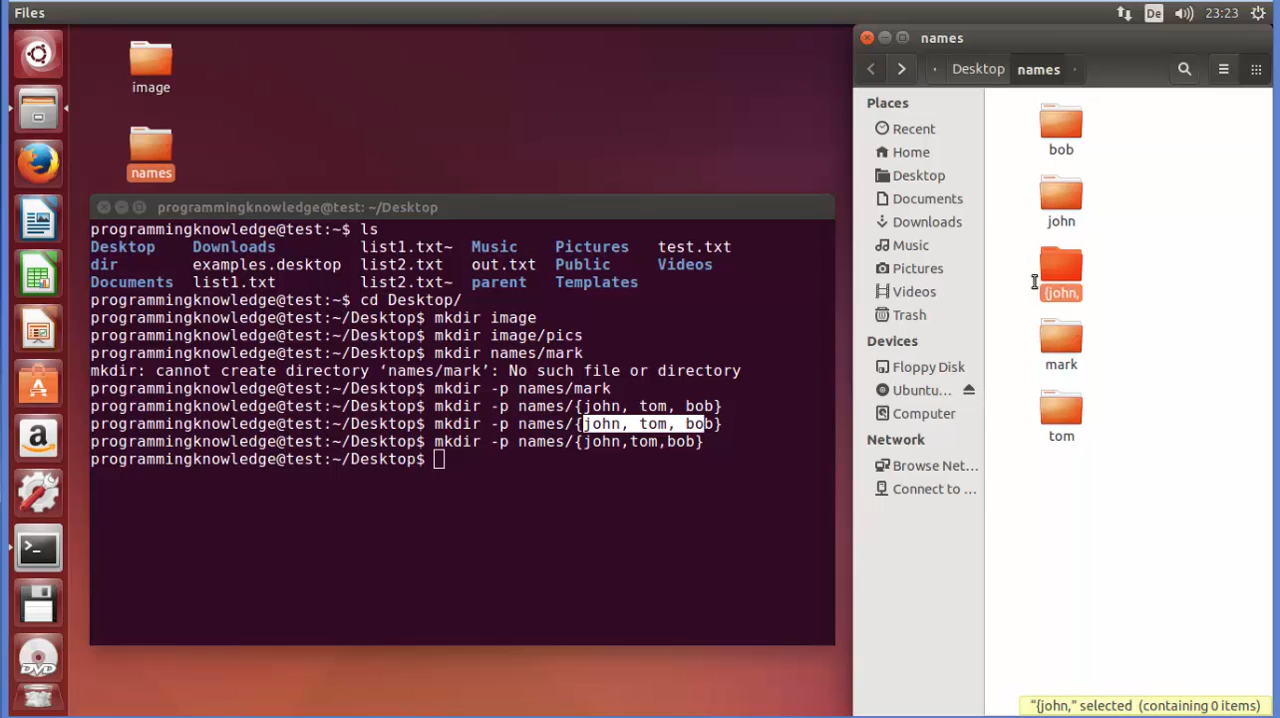 Files
De
23:23
image
names
programmingknowledge@test: ~/Desktop
programmingknowledge@test:~$ ls
Desktop Downloads list1.txt~ Music Pictures test.txt
dir examples.desktop list2.txt out.txt Public Videos
Documents list1.txt list2.txt~ parent Templates
programmingknowledge@test:~$ cd Desktop/
programmingknowledge@test:~/Desktop$ mkdir image
programmingknowledge@test:~/Desktop$ mkdir image/pics
programmingknowledge@test:~/Desktop$ mkdir names/mark
mkdir: cannot create directory ‘names/mark’: No such file or directory
programmingknowledge@test:~/Desktop$ mkdir -p names/mark
programmingknowledge@test:~/Desktop$ mkdir -p names/{john, tom, bob}
programmingknowledge@test:~/Desktop$ mkdir -p names/{john, tom, bob}
programmingknowledge@test:~/Desktop$ mkdir -p names/{john,tom,bob}
programmingknowledge@test:~/Desktop$
names
Desktop
names
Places
Recent
Home
Desktop
Documents
Downloads
Music
Pictures
Videos
Trash
Devices
Floppy Disk
Ubuntu...
Computer
Network
Browse Net...
Connect to ...
bob
john
{john,
mark
tom
"{john," selected (containing 0 items)
a
DVD